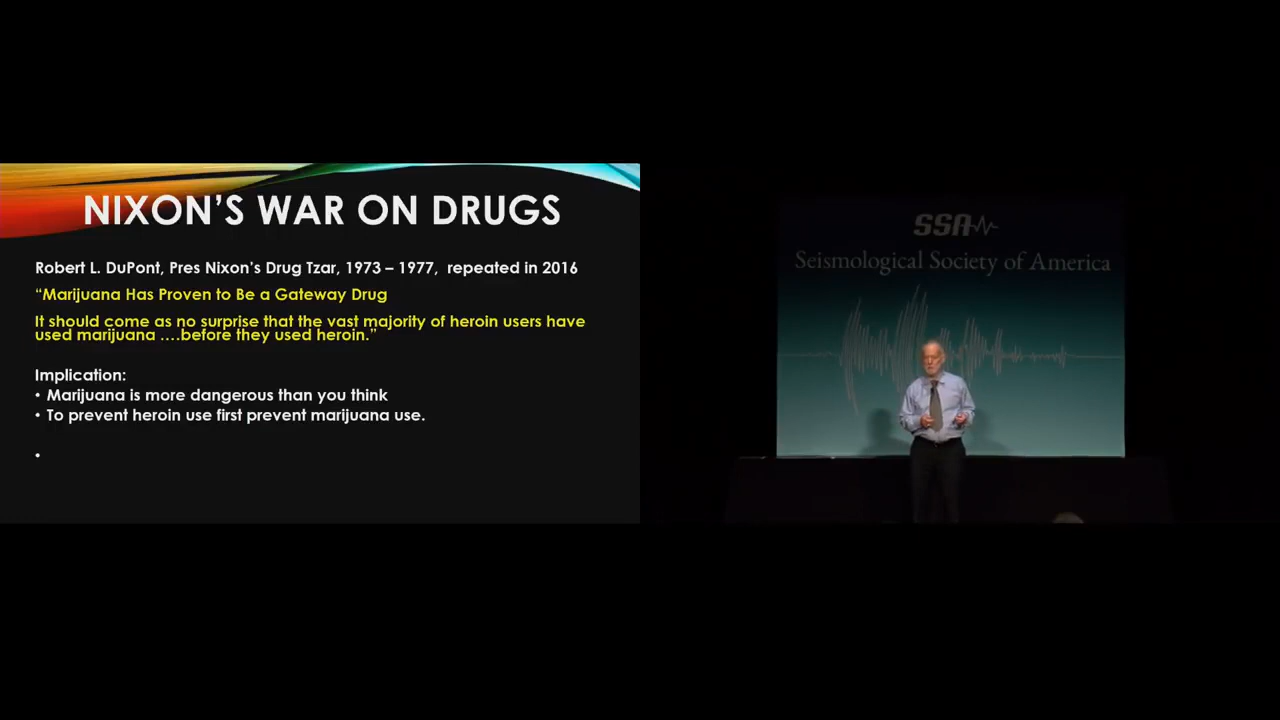 NIXON'S WAR ON DRUGS
Robert L. DuPont, Pres Nixon's Drug Tzar, 1973 – 1977,  repeated in 2016
“Marijuana Has Proven to Be a Gateway Drug
It should come as no surprise that the vast majority of heroin users have
used marijuana ….before they used heroin.”
Implication:
• Marijuana is more dangerous than you think
• To prevent heroin use first prevent marijuana use.
•
SSA
Seismological Society of America